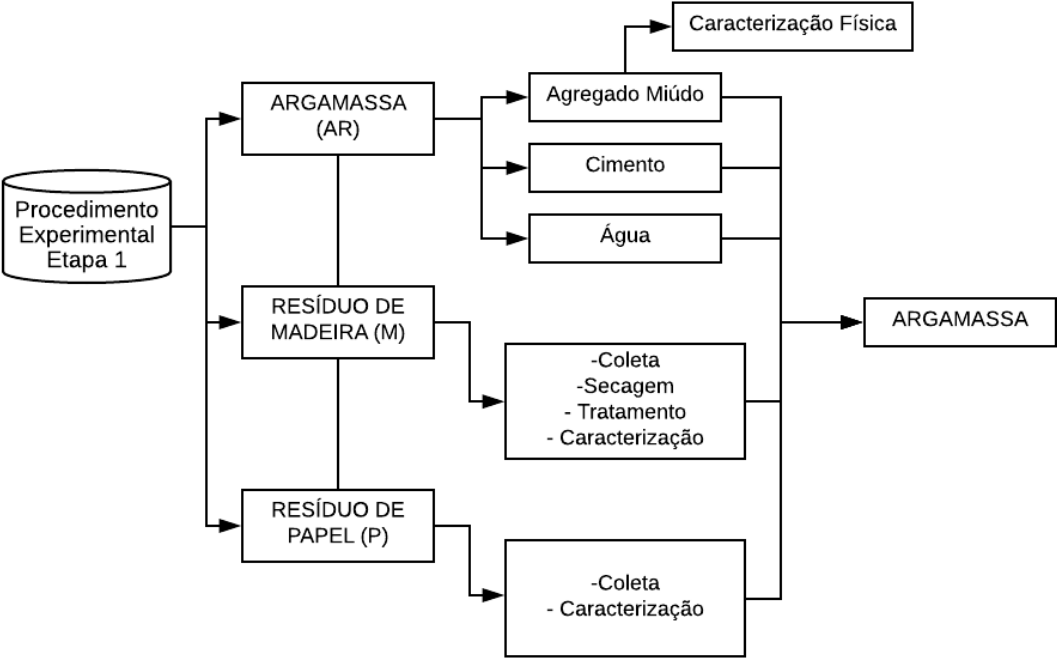 Caracterização Física
ARGAMASSA
(AR)
Agregado Miúdo
Cimento
Água
Procedimento
Experimental
Etapa 1
RESÍDUO DE
MADEIRA (M)
-Coleta
-Secagem
- Tratamento
- Caracterização
ARGAMASSA
RESÍDUO DE
PAPEL (P)
-Coleta
- Caracterização